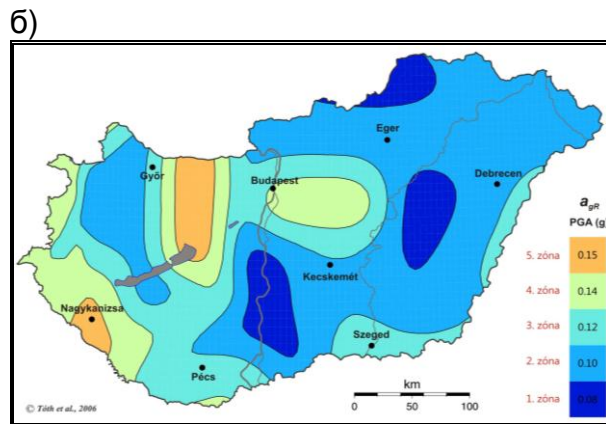 б)
Eger
Győr
Budapest
Debrecen
a_gR
PGA (g)
5. zóna 0.15
4. zóna 0.14
3. zóna 0.12
2. zóna 0.10
1. zóna 0.08
Kecskemét
Nagykanizsa
Szeged
Pécs
km
0 50 100
© Tóth et al., 2006